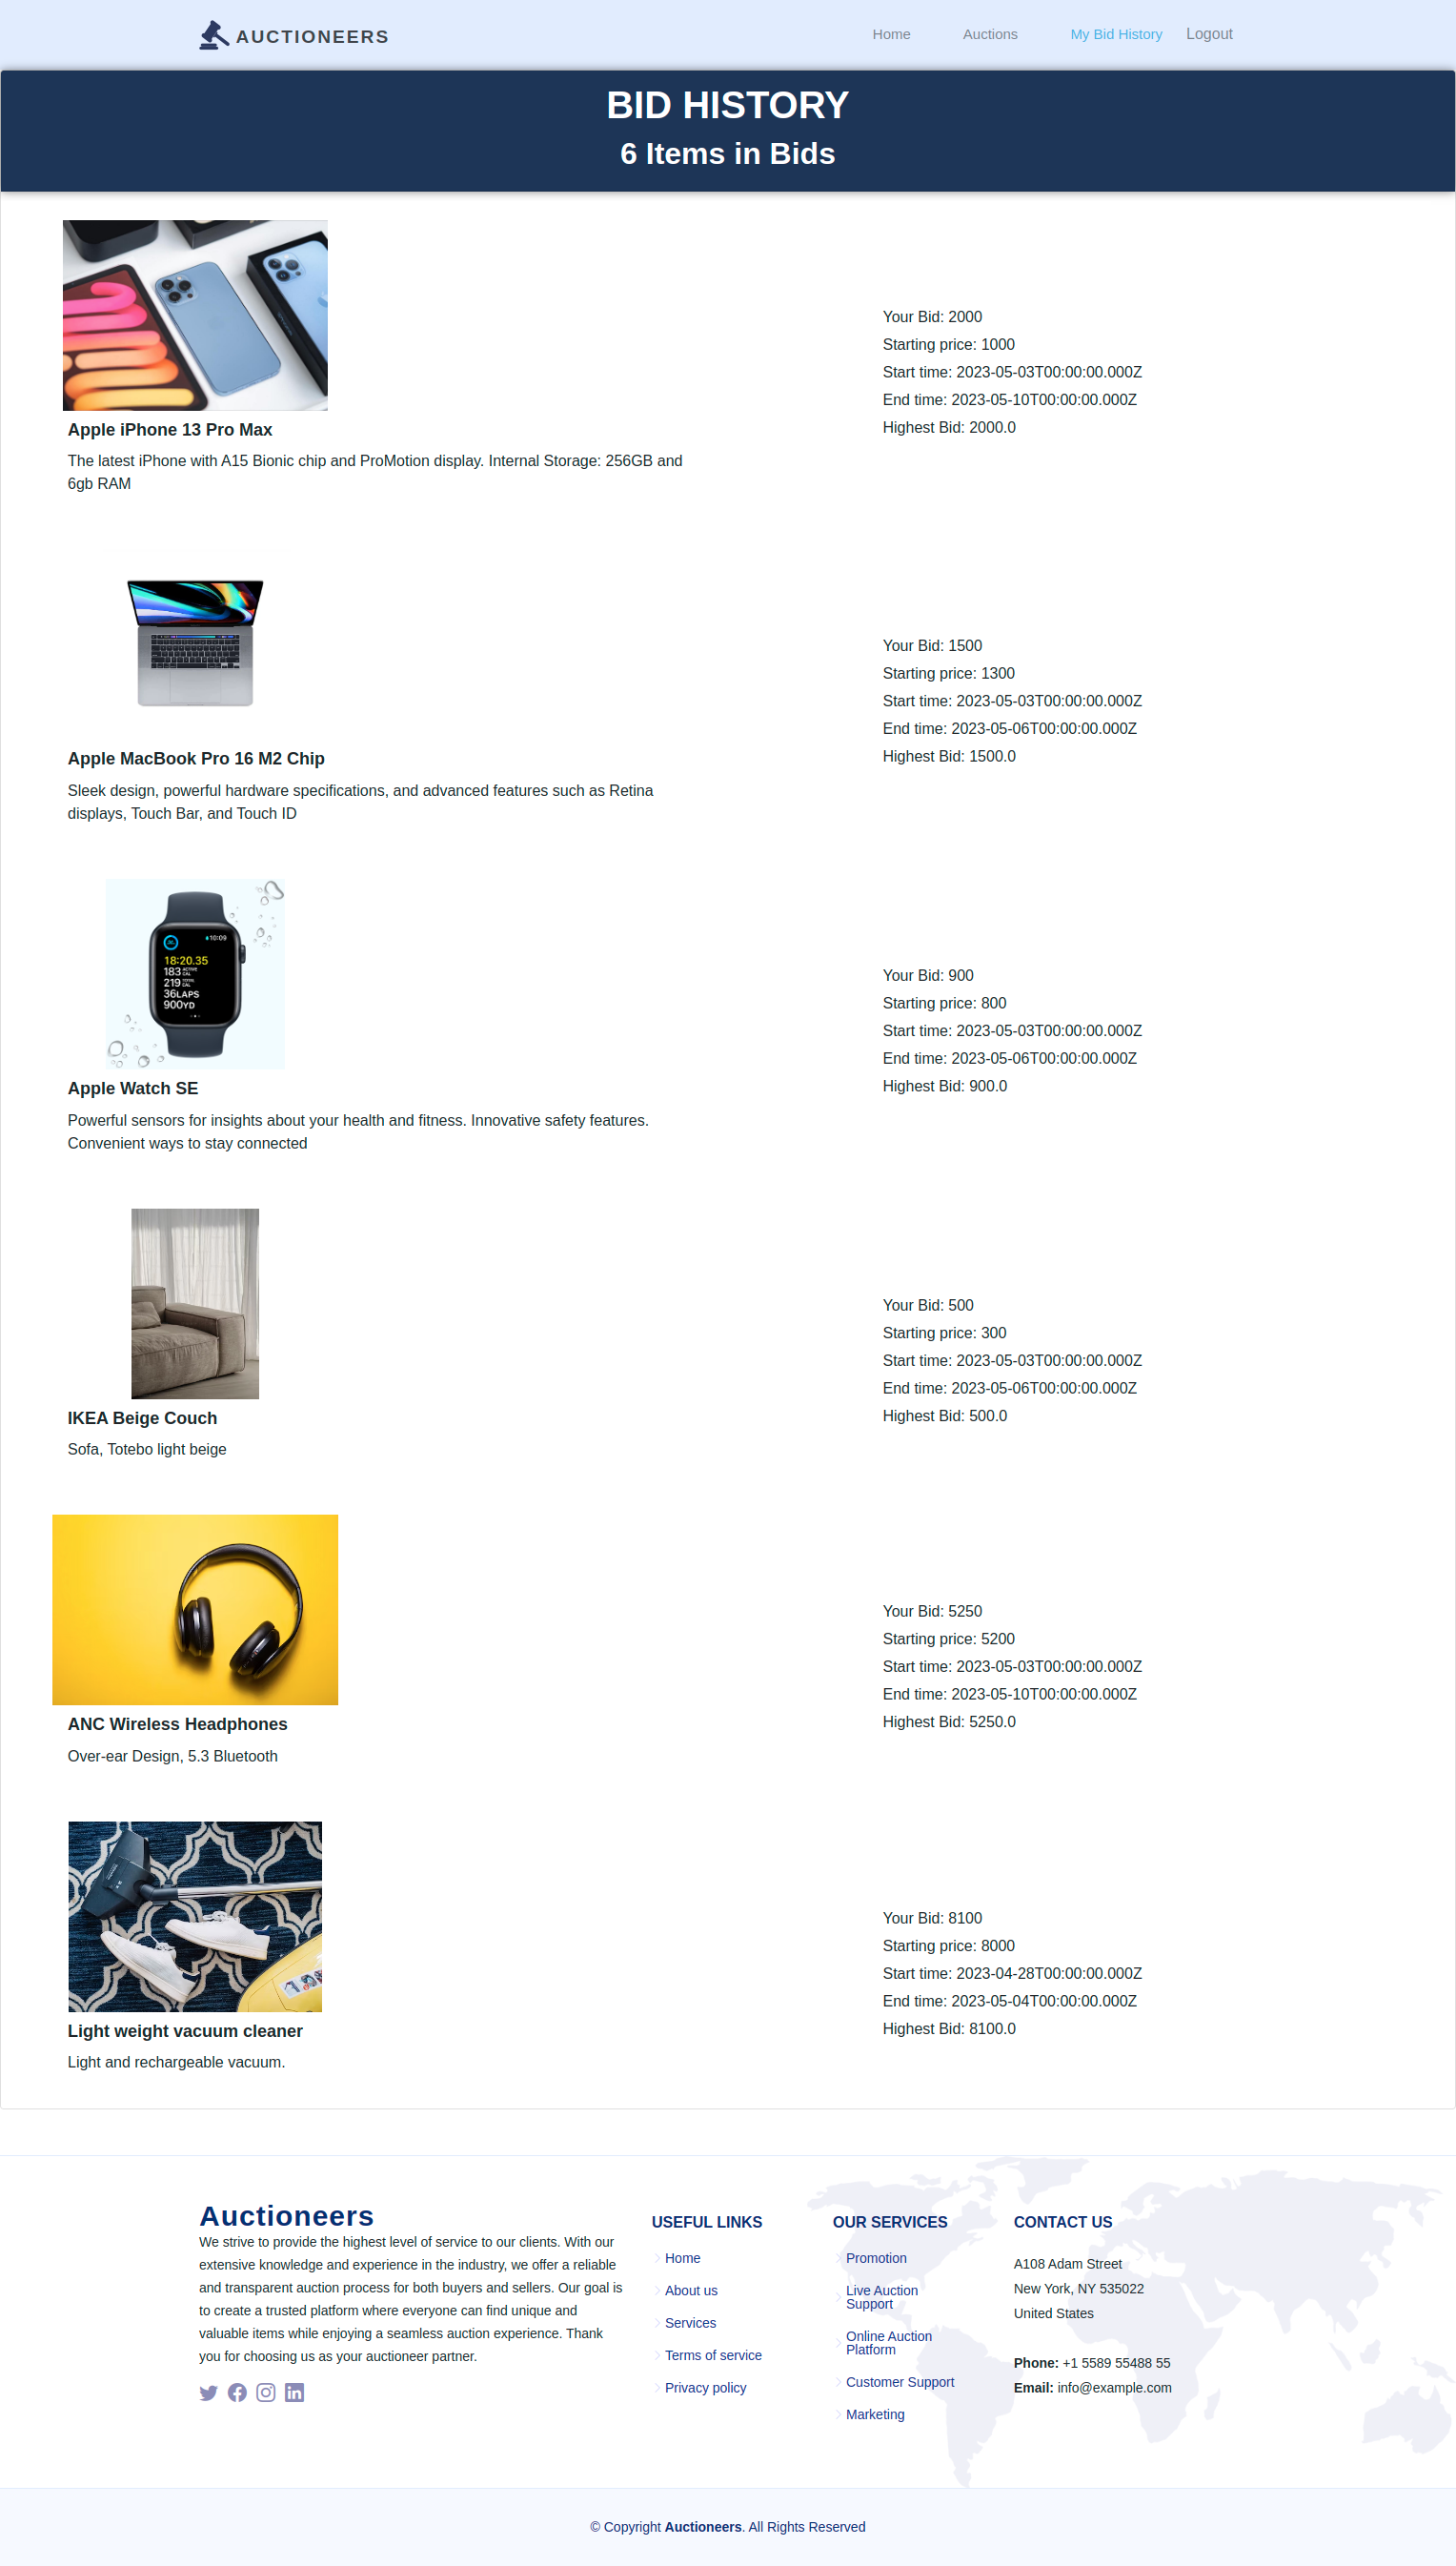 AUCTIONEERS
Home Auctions My Bid History Logout
BID HISTORY
6 Items in Bids
Apple iPhone 13 Pro Max
The latest iPhone with A15 Bionic chip and ProMotion display. Internal Storage: 256GB and
6gb RAM
Your Bid: 2000
Starting price: 1000
Start time: 2023-05-03T00:00:00.000Z
End time: 2023-05-10T00:00:00.000Z
Highest Bid: 2000.0
Apple MacBook Pro 16 M2 Chip
Sleek design, powerful hardware specifications, and advanced features such as Retina
displays, Touch Bar, and Touch ID
Your Bid: 1500
Starting price: 1300
Start time: 2023-05-03T00:00:00.000Z
End time: 2023-05-06T00:00:00.000Z
Highest Bid: 1500.0
10:09
18:20.35
183 ACTIVE CAL
219 TOTAL CAL
36LAPS
900YD
Apple Watch SE
Powerful sensors for insights about your health and fitness. Innovative safety features.
Convenient ways to stay connected
Your Bid: 900
Starting price: 800
Start time: 2023-05-03T00:00:00.000Z
End time: 2023-05-06T00:00:00.000Z
Highest Bid: 900.0
IKEA Beige Couch
Sofa, Totebo light beige
Your Bid: 500
Starting price: 300
Start time: 2023-05-03T00:00:00.000Z
End time: 2023-05-06T00:00:00.000Z
Highest Bid: 500.0
ANC Wireless Headphones
Over-ear Design, 5.3 Bluetooth
Your Bid: 5250
Starting price: 5200
Start time: 2023-05-03T00:00:00.000Z
End time: 2023-05-10T00:00:00.000Z
Highest Bid: 5250.0
Light weight vacuum cleaner
Light and rechargeable vacuum.
Your Bid: 8100
Starting price: 8000
Start time: 2023-04-28T00:00:00.000Z
End time: 2023-05-04T00:00:00.000Z
Highest Bid: 8100.0
Auctioneers
We strive to provide the highest level of service to our clients. With our
extensive knowledge and experience in the industry, we offer a reliable
and transparent auction process for both buyers and sellers. Our goal is
to create a trusted platform where everyone can find unique and
valuable items while enjoying a seamless auction experience. Thank
you for choosing us as your auctioneer partner.
USEFUL LINKS
Home
About us
Services
Terms of service
Privacy policy
OUR SERVICES
Promotion
Live Auction
Support
Online Auction
Platform
Customer Support
Marketing
CONTACT US
A108 Adam Street
New York, NY 535022
United States
Phone: +1 5589 55488 55
Email: info@example.com
© Copyright Auctioneers. All Rights Reserved